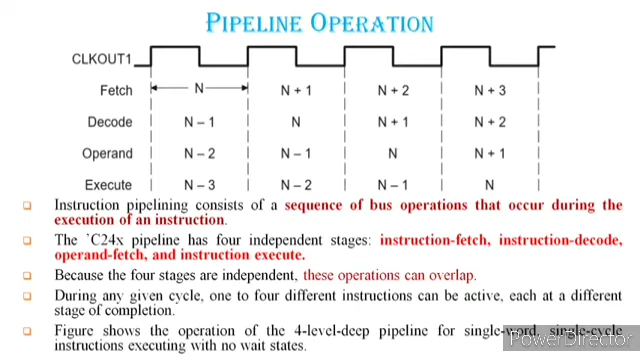 PIPELINE OPERATION
CLKOUT1
Fetch N N + 1 N + 2 N + 3
Decode N – 1 N N + 1 N + 2
Operand N – 2 N – 1 N N + 1
Execute N – 3 N – 2 N – 1 N
Instruction pipelining consists of a sequence of bus operations that occur during the
execution of an instruction.
The `C24x pipeline has four independent stages: instruction-fetch, instruction-decode,
operand-fetch, and instruction execute.
Because the four stages are independent, these operations can overlap.
During any given cycle, one to four different instructions can be active, each at a different
stage of completion.
Figure shows the operation of the 4-level-deep pipeline for single-word, single-cycle
instructions executing with no wait states.
PowerDirector